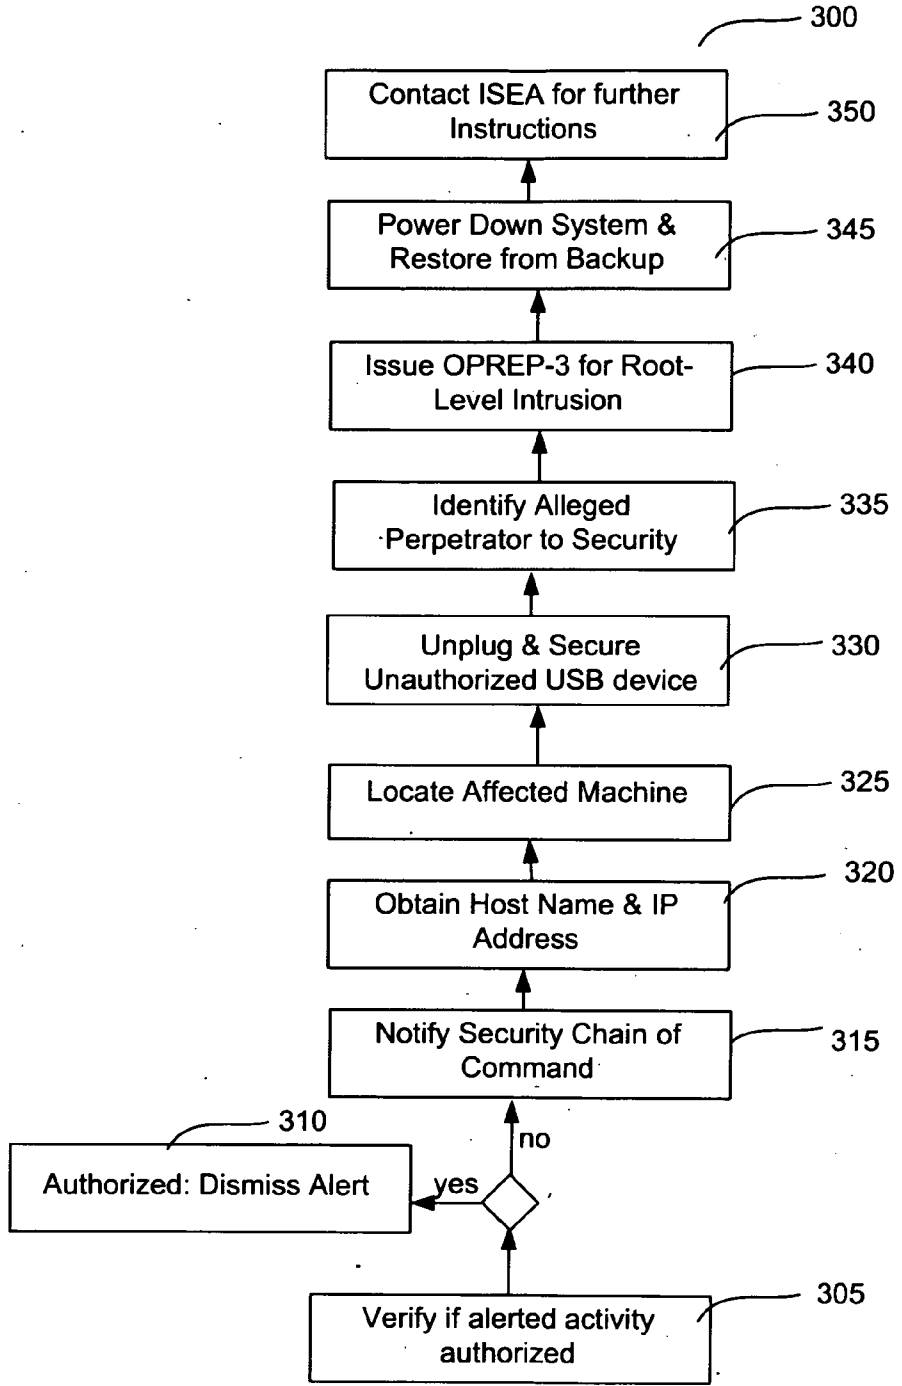 300
Contact ISEA for further
Instructions
350
Power Down System &
Restore from Backup
345
Issue OPREP-3 for Root-
Level Intrusion
340
Identify Alleged
Perpetrator to Security
335
Unplug & Secure
Unauthorized USB device
330
Locate Affected Machine
325
Obtain Host Name & IP
Address
320
Notify Security Chain of
Command
315
310
no
Authorized: Dismiss Alert
yes
305
Verify if alerted activity
authorized